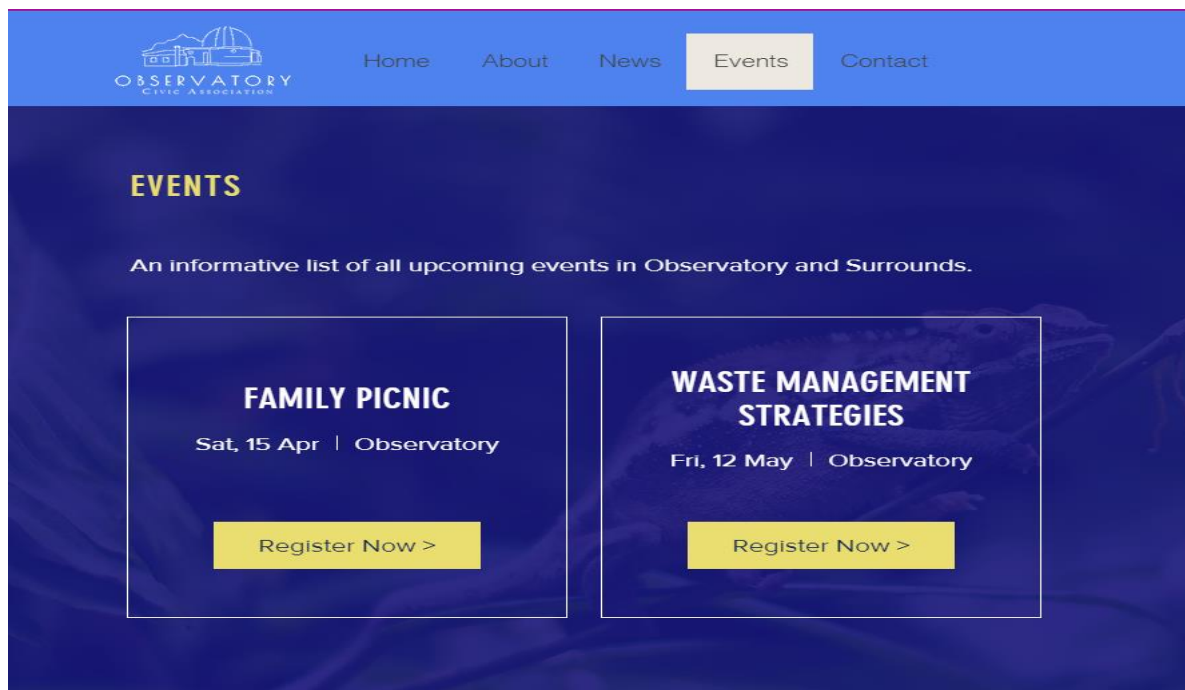 OBSERVATORY
CIVIC ASSOCIATION
Home About News Events Contact
EVENTS
An informative list of all upcoming events in Observatory and Surrounds.
FAMILY PICNIC
Sat, 15 Apr | Observatory
Register Now >
WASTE MANAGEMENT
STRATEGIES
Fri, 12 May | Observatory
Register Now >